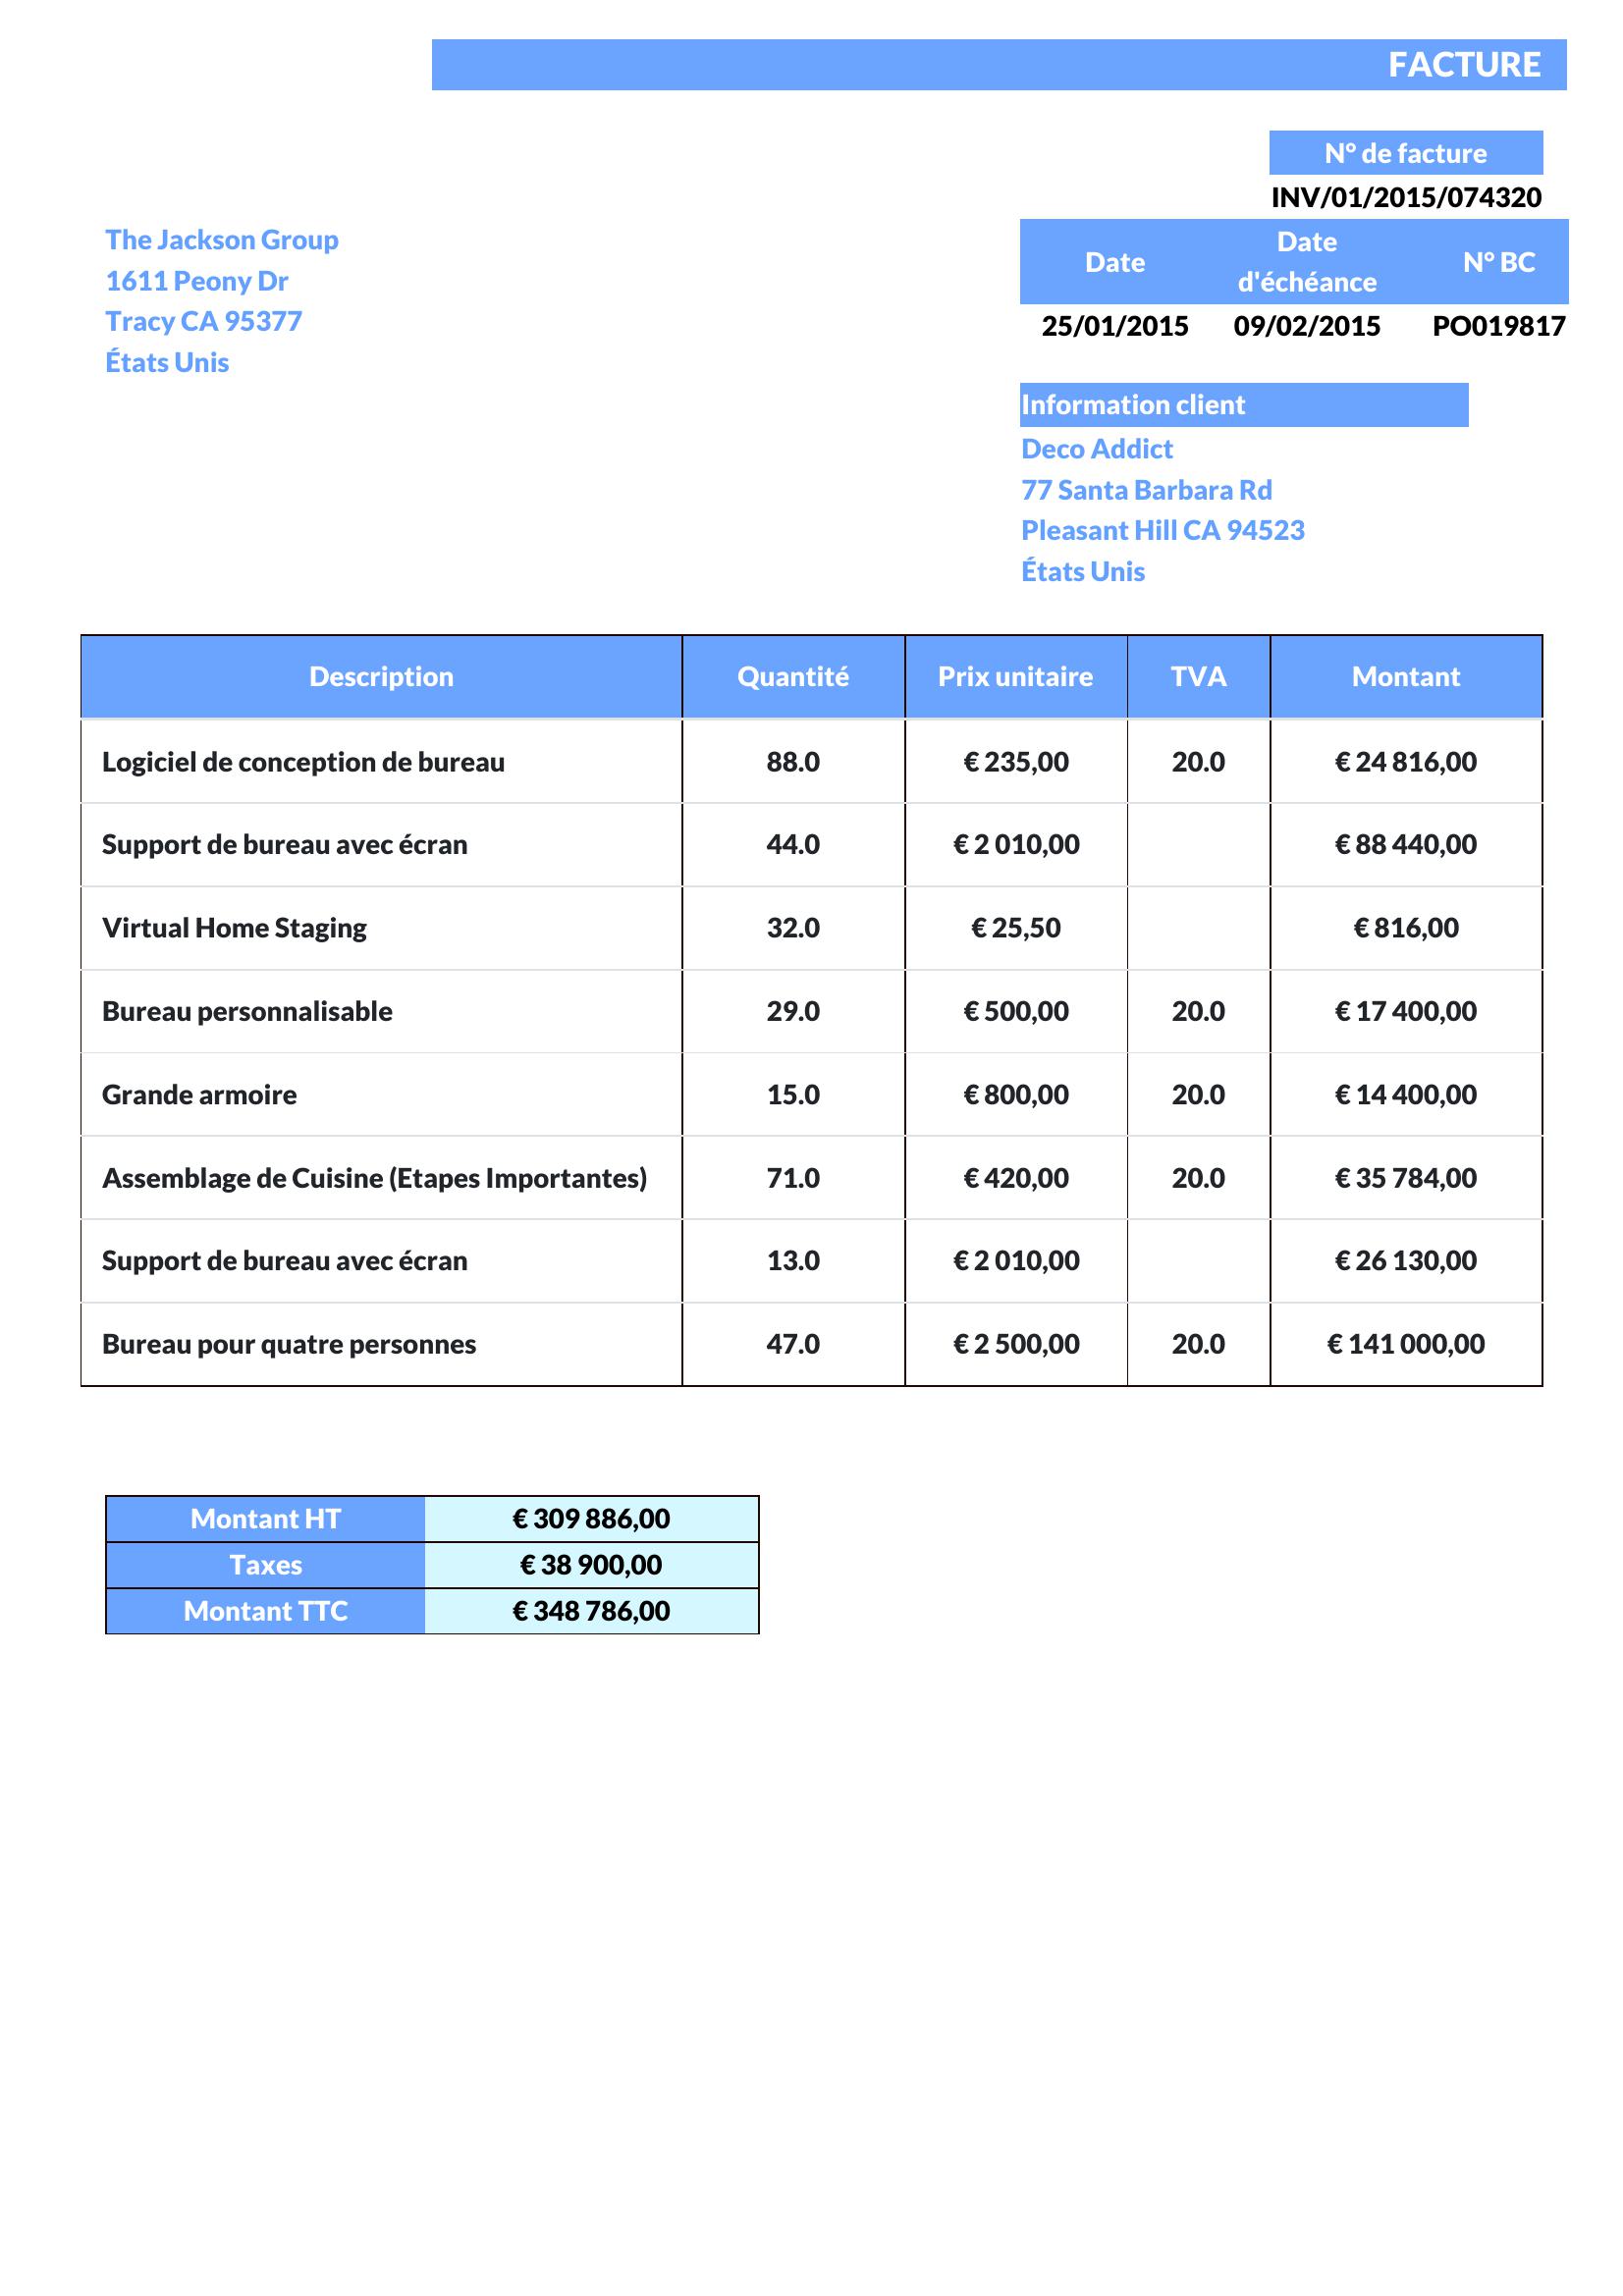 FACTURE
N° de facture
INV/01/2015/074320
The Jackson Group
1611 Peony Dr
Tracy CA 95377
États Unis
Date Date d'échéance N° BC
25/01/2015 09/02/2015 PO019817
Information client
Deco Addict
77 Santa Barbara Rd
Pleasant Hill CA 94523
États Unis
Description Quantité Prix unitaire TVA Montant
Logiciel de conception de bureau 88.0 € 235,00 20.0 € 24 816,00
Support de bureau avec écran 44.0 € 2 010,00 € 88 440,00
Virtual Home Staging 32.0 € 25,50 € 816,00
Bureau personnalisable 29.0 € 500,00 20.0 € 17 400,00
Grande armoire 15.0 € 800,00 20.0 € 14 400,00
Assemblage de Cuisine (Etapes Importantes) 71.0 € 420,00 20.0 € 35 784,00
Support de bureau avec écran 13.0 € 2 010,00 € 26 130,00
Bureau pour quatre personnes 47.0 € 2 500,00 20.0 € 141 000,00
Montant HT € 309 886,00
Taxes € 38 900,00
Montant TTC € 348 786,00